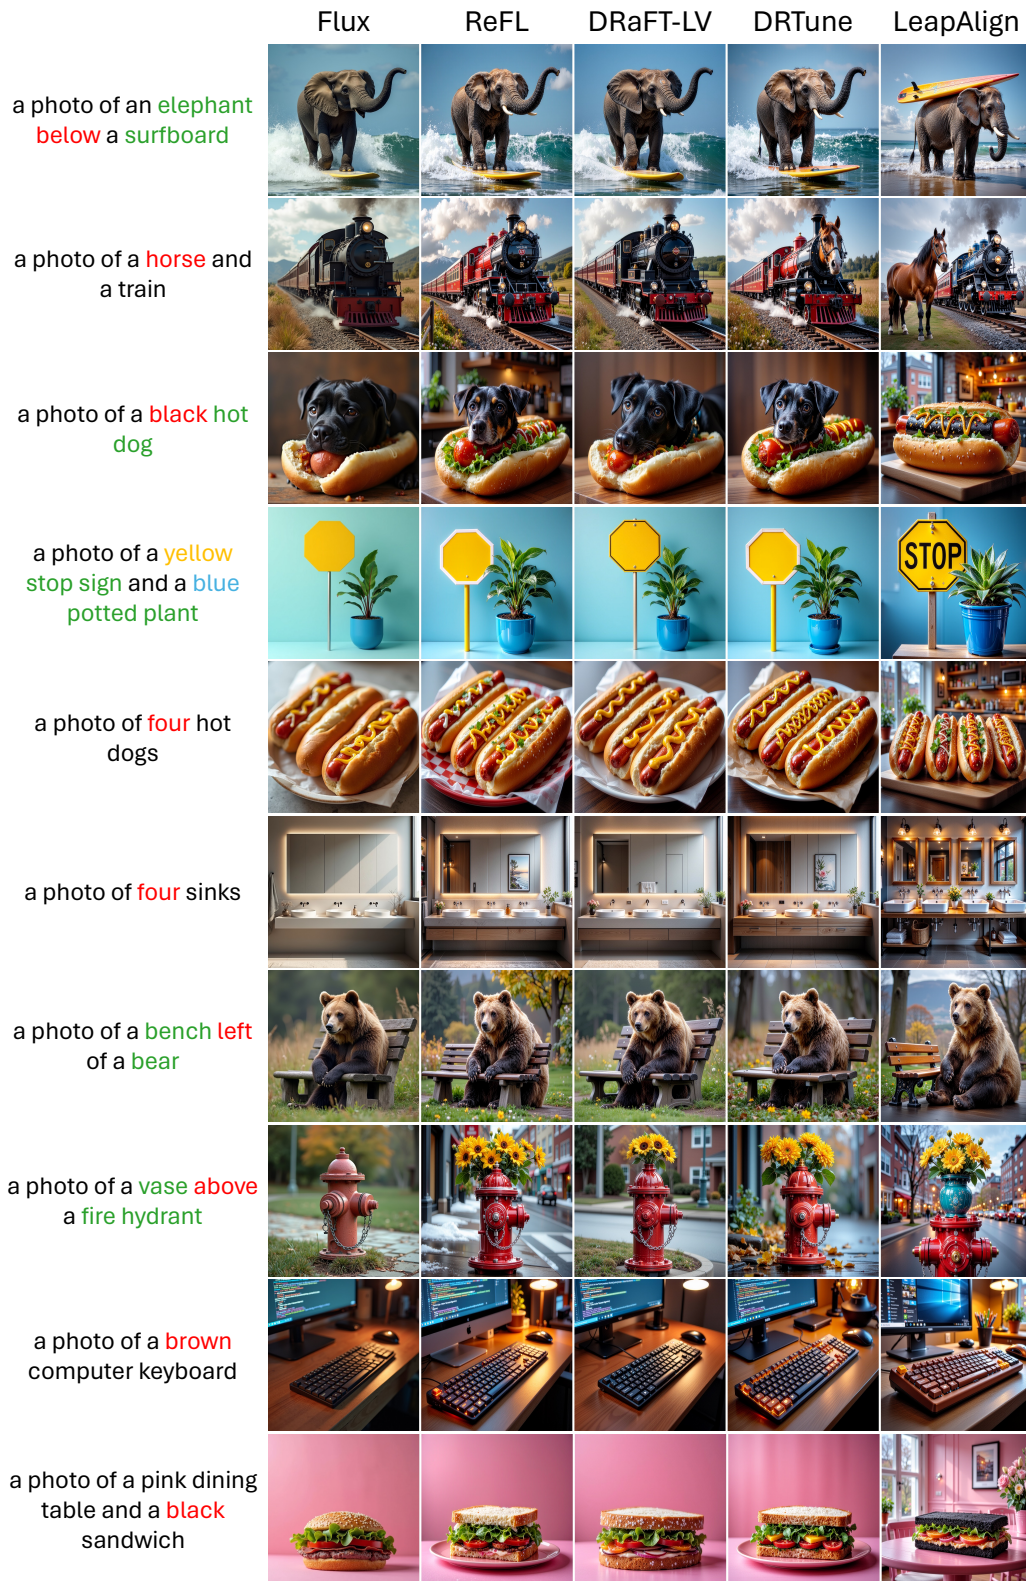 Flux ReFL DRaFT-LV DRTune LeapAlign
a photo of an elephant
below a surfboard
a photo of a horse and
a train
a photo of a black hot
dog
a photo of a yellow
stop sign and a blue
potted plant
STOP
a photo of four hot
dogs
a photo of four sinks
a photo of a bench left
of a bear
a photo of a vase above
a fire hydrant
a photo of a brown
computer keyboard
a photo of a pink dining
table and a black
sandwich